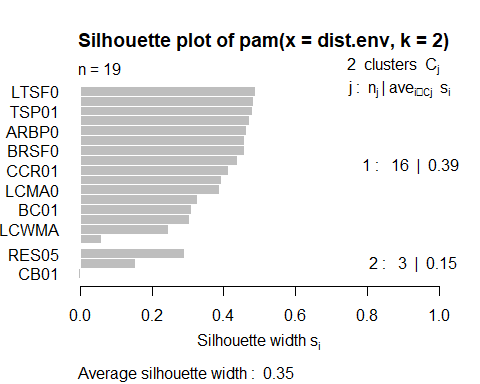 Silhouette plot of pam(x = dist.env, k = 2)
n = 19
2 clusters Cj
j : nj | avei□Cj si
LTSF0
TSP01
ARBP0
BRSF0
CCR01
LCMA0
BC01
LCWMA
RES05
CB01
1 : 16 | 0.39
2 : 3 | 0.15
0.0 0.2 0.4 0.6 0.8 1.0
Silhouette width si
Average silhouette width : 0.35